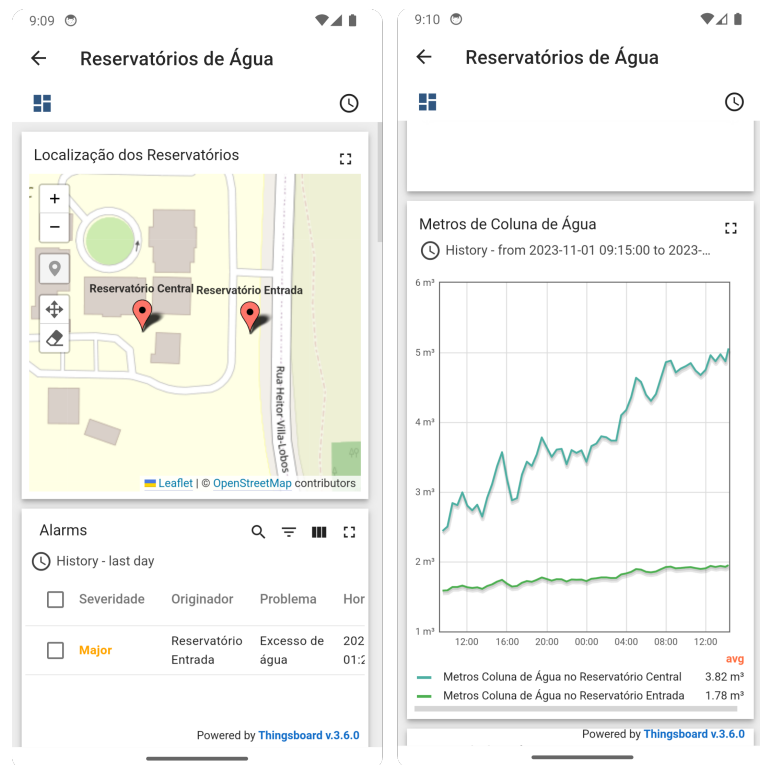 9:09
Reservatórios de Água
Localização dos Reservatórios
+
−
Reservatório Central
Reservatório Entrada
Rua Heitor Villa-Lobos
Leaflet | © OpenStreetMap contributors
Alarms
History - last day
Severidade Originador Problema Hor
Major
Reservatório
Entrada
Excesso de
água
202
01:2
Powered by Thingsboard v.3.6.0
9:10
Reservatórios de Água
Metros de Coluna de Água
History - from 2023-11-01 09:15:00 to 2023-...
6 m³
5 m³
4 m³
3 m³
2 m³
1 m³
12:00 16:00 20:00 00:00 04:00 08:00 12:00
avg
Metros Coluna de Água no Reservatório Central 3.82 m³
Metros Coluna de Água no Reservatório Entrada 1.78 m³
Powered by Thingsboard v.3.6.0